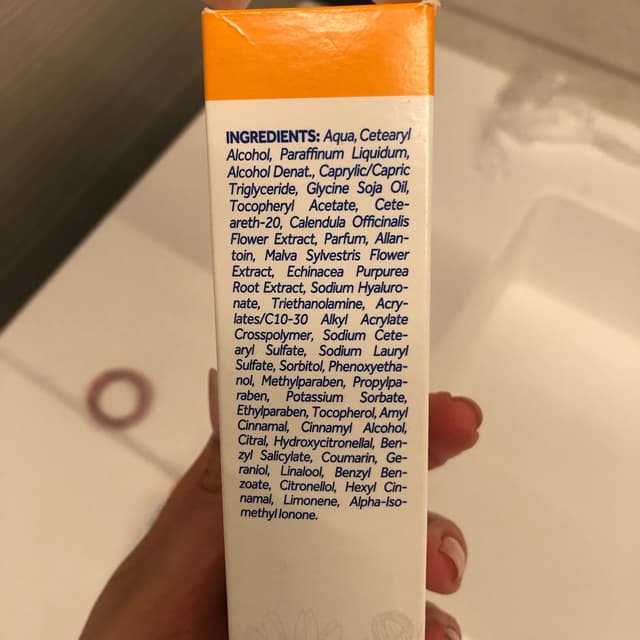 INGREDIENTS: Aqua, Cetearyl
Alcohol, Paraffinum Liquidum,
Alcohol Denat., Caprylic/Capric
Triglyceride, Glycine Soja Oil,
Tocopheryl Acetate, Cete-
areth-20, Calendula Officinalis
Flower Extract, Parfum, Allan-
toin, Malva Sylvestris Flower
Extract, Echinacea Purpurea
Root Extract, Sodium Hyaluro-
nate, Triethanolamine, Acry-
lates/C10-30 Alkyl Acrylate
Crosspolymer, Sodium Cete-
aryl Sulfate, Sodium Lauryl
Sulfate, Sorbitol, Phenoxyetha-
nol, Methylparaben, Propylpa-
raben, Potassium Sorbate,
Ethylparaben, Tocopherol, Amyl
Cinnamal, Cinnamyl Alcohol,
Citral, Hydroxycitronellal, Ben-
zyl Salicylate, Coumarin, Ge-
raniol, Linalool, Benzyl Ben-
zoate, Citronellol, Hexyl Cin-
namal, Limonene, Alpha-Iso-
methyl Ionone.